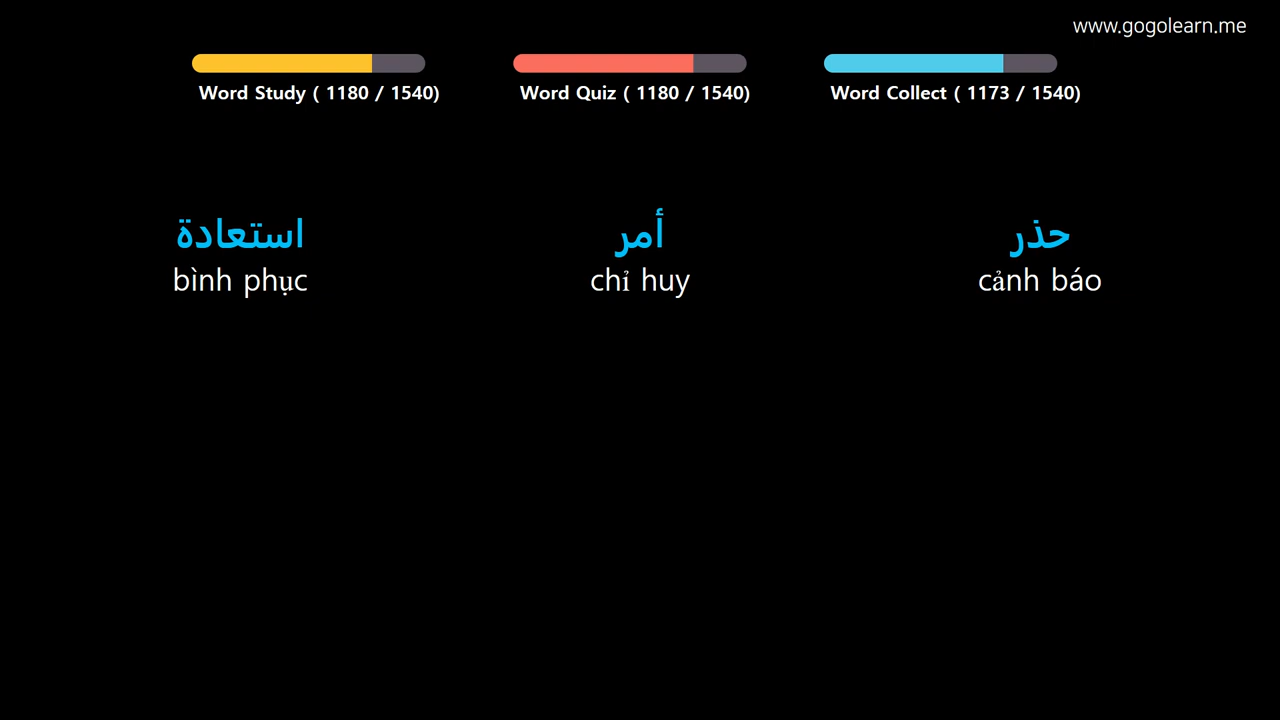 www.gogolearn.me
Word Study ( 1180 / 1540)
Word Quiz ( 1180 / 1540)
Word Collect ( 1173 / 1540)
استعادة
bình phục
أمر
chỉ huy
حذر
cảnh báo